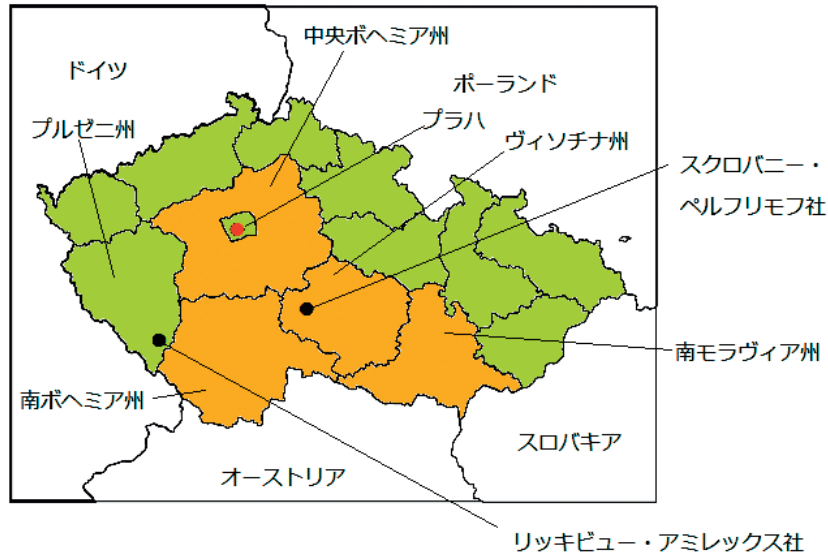 中央ボヘミア州
ドイツ
ポーランド
プルゼニ州
プラハ
ヴィソチナ州
スクロバニー・
ペルフリモフ社
南モラヴィア州
南ボヘミア州
スロバキア
オーストリア
リッキビュー・アミレックス社